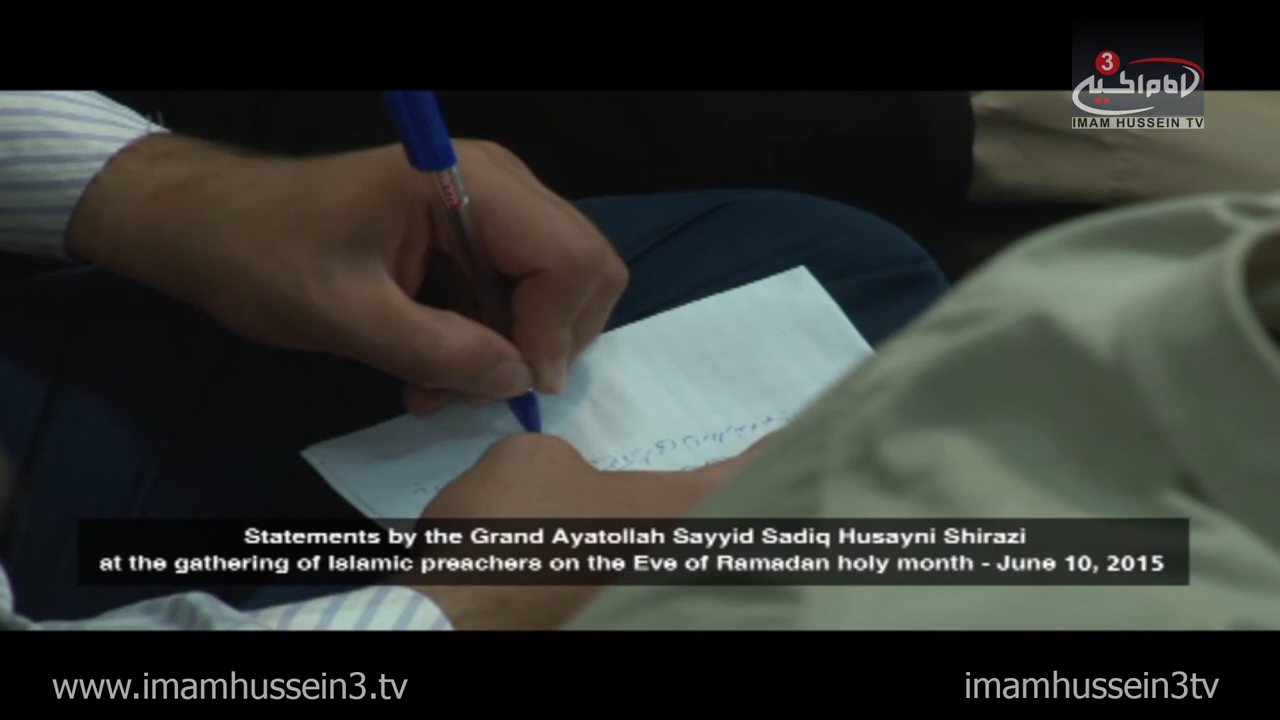 3
IMAM HUSSEIN TV
Statements by the Grand Ayatollah Sayyid Sadiq Husayni Shirazi
at the gathering of Islamic preachers on the Eve of Ramadan holy month - June 10, 2015
www.imamhussein3.tv
imamhussein3tv